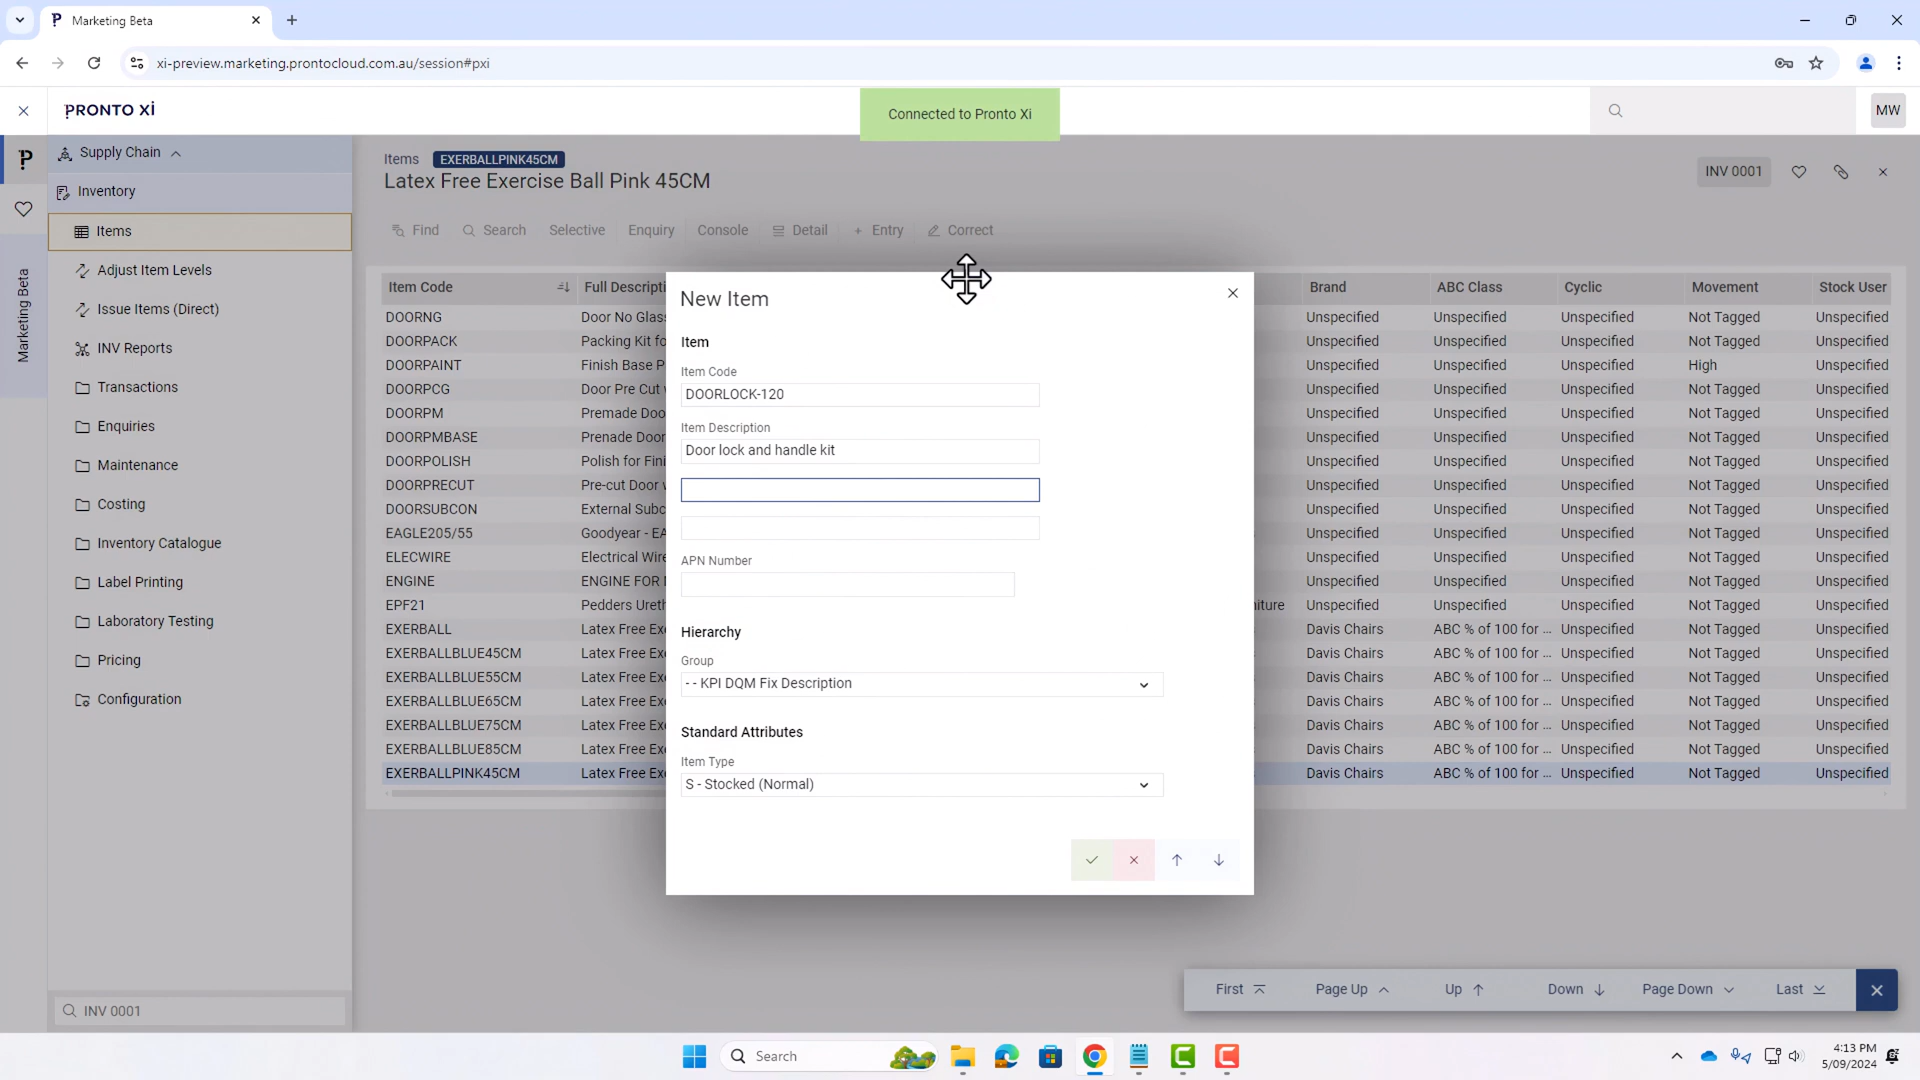 Marketing Beta
xi-preview.marketing.prontocloud.com.au/session#pxi
PRONTO Xi
Connected to Pronto Xi
MW
Marketing Beta
Supply Chain
Inventory
Items
Adjust Item Levels
Issue Items (Direct)
INV Reports
Transactions
Enquiries
Maintenance
Costing
Inventory Catalogue
Label Printing
Laboratory Testing
Pricing
Configuration
INV 0001
Items EXERBALLPINK45CM
Latex Free Exercise Ball Pink 45CM
INV 0001
Find Search Selective Enquiry Console Detail + Entry Correct
Item Code Full Descripti Brand ABC Class Cyclic Movement Stock User
DOORNG Door No Glas Unspecified Unspecified Unspecified Not Tagged Unspecified
DOORPACK Packing Kit fo Unspecified Unspecified Unspecified Not Tagged Unspecified
DOORPAINT Finish Base P Unspecified Unspecified Unspecified High Unspecified
DOORPCG Door Pre Cut Unspecified Unspecified Unspecified Not Tagged Unspecified
DOORPM Premade Doo Unspecified Unspecified Unspecified Not Tagged Unspecified
DOORPMBASE Prenade Door Unspecified Unspecified Unspecified Not Tagged Unspecified
DOORPOLISH Polish for Fini Unspecified Unspecified Unspecified Not Tagged Unspecified
DOORPRECUT Pre-cut Door Unspecified Unspecified Unspecified Not Tagged Unspecified
DOORSUBCON External Subc Unspecified Unspecified Unspecified Not Tagged Unspecified
EAGLE205/55 Goodyear - EA Unspecified Unspecified Unspecified Not Tagged Unspecified
ELECWIRE Electrical Wire Unspecified Unspecified Unspecified Not Tagged Unspecified
ENGINE ENGINE FOR Unspecified Unspecified Unspecified Not Tagged Unspecified
EPF21 Pedders Ureth niture Unspecified Unspecified Unspecified Not Tagged Unspecified
EXERBALL Latex Free Exe Davis Chairs ABC % of 100 for ... Unspecified Not Tagged Unspecified
EXERBALLBLUE45CM Latex Free Exe Davis Chairs ABC % of 100 for ... Unspecified Not Tagged Unspecified
EXERBALLBLUE55CM Latex Free Exe Davis Chairs ABC % of 100 for ... Unspecified Not Tagged Unspecified
EXERBALLBLUE65CM Latex Free Exe Davis Chairs ABC % of 100 for ... Unspecified Not Tagged Unspecified
EXERBALLBLUE75CM Latex Free Exe Davis Chairs ABC % of 100 for ... Unspecified Not Tagged Unspecified
EXERBALLBLUE85CM Latex Free Exe Davis Chairs ABC % of 100 for ... Unspecified Not Tagged Unspecified
EXERBALLPINK45CM Latex Free Exe Davis Chairs ABC % of 100 for ... Unspecified Not Tagged Unspecified
New Item
Item
Item Code
DOORLOCK-120
Item Description
Door lock and handle kit
APN Number
Hierarchy
Group
- - KPI DQM Fix Description
Standard Attributes
Item Type
S - Stocked (Normal)
First Page Up Up Down Page Down Last
Search
4:13 PM
5/09/2024